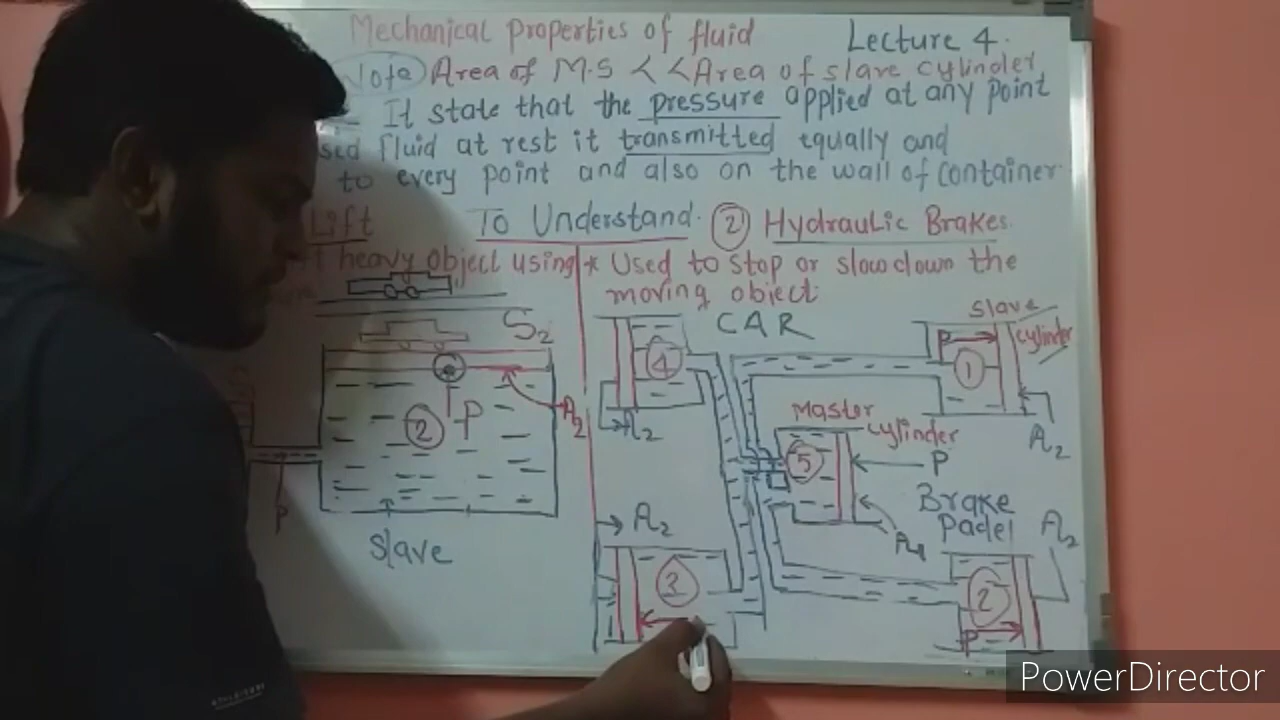 Mechanical Properties of fluid Lecture 4.
Note Area of M.S << Area of slave cylinder
It state that the pressure applied at any point
sed fluid at rest it transmitted equally and
to every point and also on the wall of container
Lift To Understand. ② Hydraulic Brakes.
heavy object using * Used to stop or slow down the
moving object
CAR
Slave
cylinder
S2
P
①
④
A2
A2
A2
② P
Master
cylinder
⑤
P
P
Brake
Padel
A2
A2
Slave
③
②
P
PowerDirector